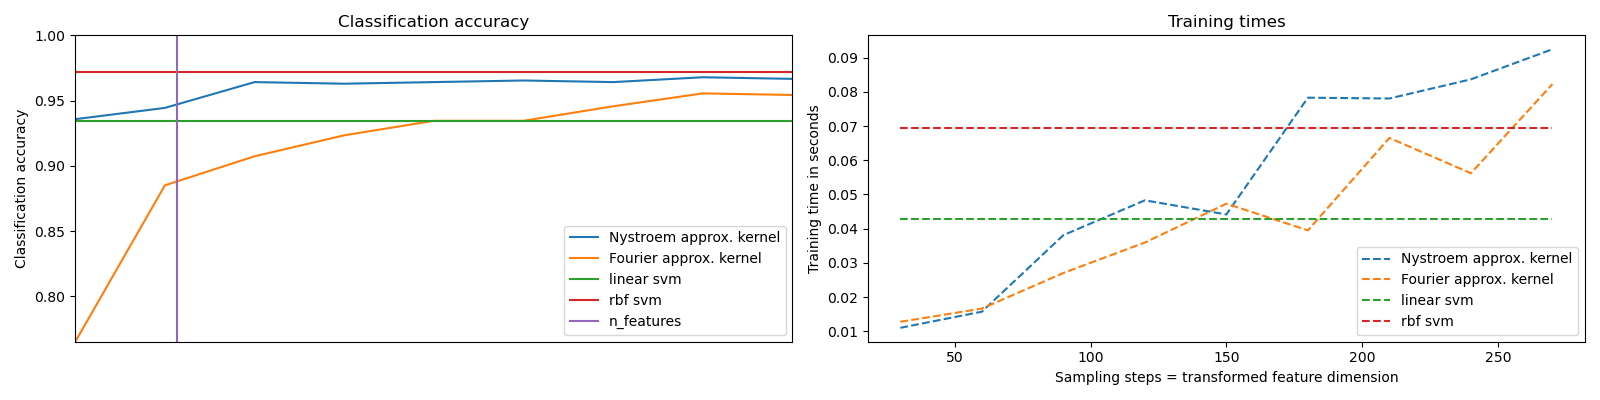 Classification accuracy
Classification accuracy
1.00
0.95
0.90
0.85
0.80
Nystroem approx. kernel
Fourier approx. kernel
linear svm
rbf svm
n_features
Training times
Training time in seconds
0.09
0.08
0.07
0.06
0.05
0.04
0.03
0.02
0.01
Nystroem approx. kernel
Fourier approx. kernel
linear svm
rbf svm
50 100 150 200 250
Sampling steps = transformed feature dimension